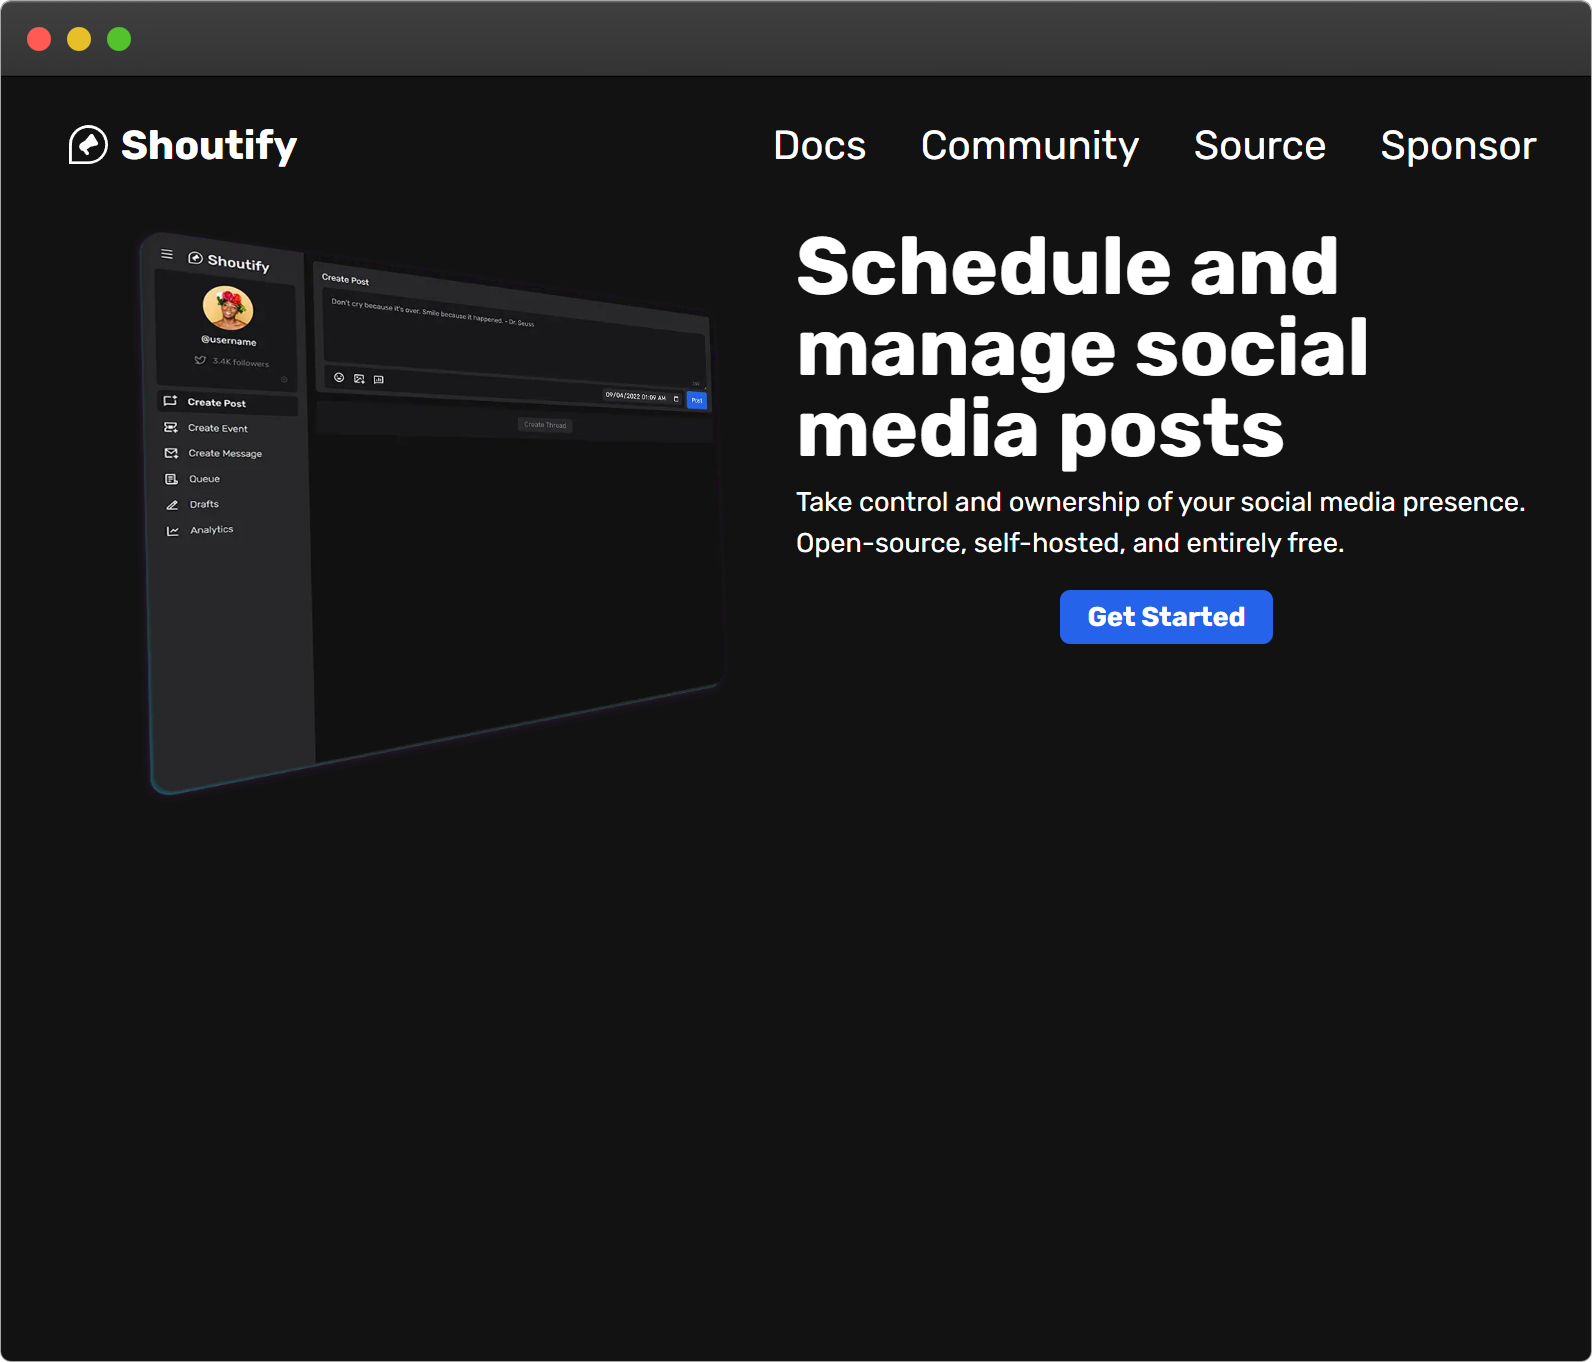 Shoutify
Docs Community Source Sponsor
Shoutify
@username
3.4K followers
Create Post
Create Event
Create Message
Queue
Drafts
Analytics
Create Post
Don't cry because it's over. Smile because it happened. - Dr. Seuss
09/04/2022 01:09 AM
Post
Create Thread
Schedule and
manage social
media posts
Take control and ownership of your social media presence.
Open-source, self-hosted, and entirely free.
Get Started